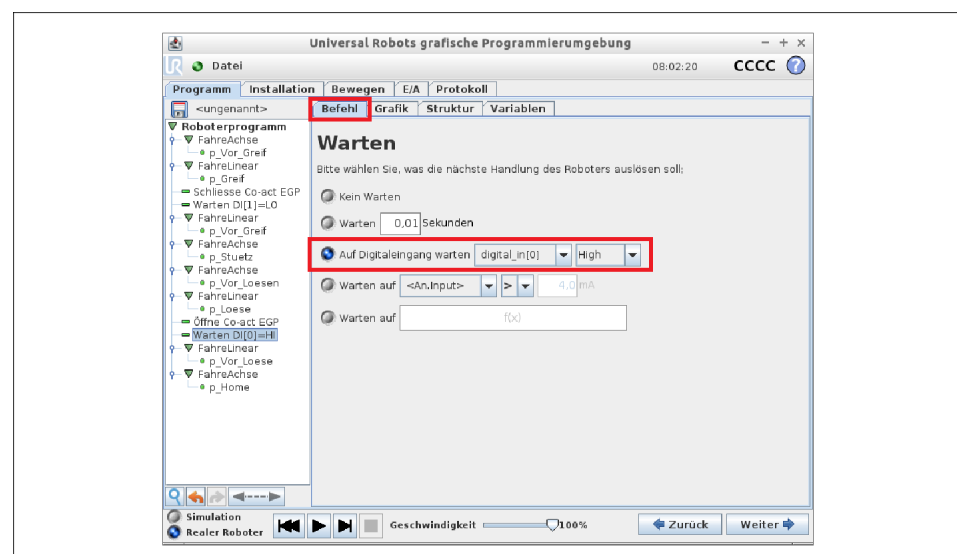 Universal Robots grafische Programmierumgebung
Datei
08:02:20
CCCC
?
Programm Installation Bewegen E/A Protokoll
<ungenannt>
Befehl Grafik Struktur Variablen
Roboterprogramm
FahreAchse
p_Vor_Greif
FahreLinear
p_Greif
Schliesse Co-act EGP
Warten DI[1]=LO
FahreLinear
p_Vor_Greif
FahreAchse
p_Stuetz
FahreAchse
p_Vor_Loesen
FahreLinear
p_Loese
Öffne Co-act EGP
Warten DI[0]=HI
FahreLinear
p_Vor_Loese
FahreAchse
p_Home
Warten
Bitte wählen Sie, was die nächste Handlung des Roboters auslösen soll:
Kein Warten
Warten 0,01 Sekunden
Auf Digitaleingang warten digital_in[0] High
Warten auf <An.Input> > 4,0 mA
Warten auf f(x)
Simulation
Realer Roboter
Geschwindigkeit 100%
Zurück
Weiter